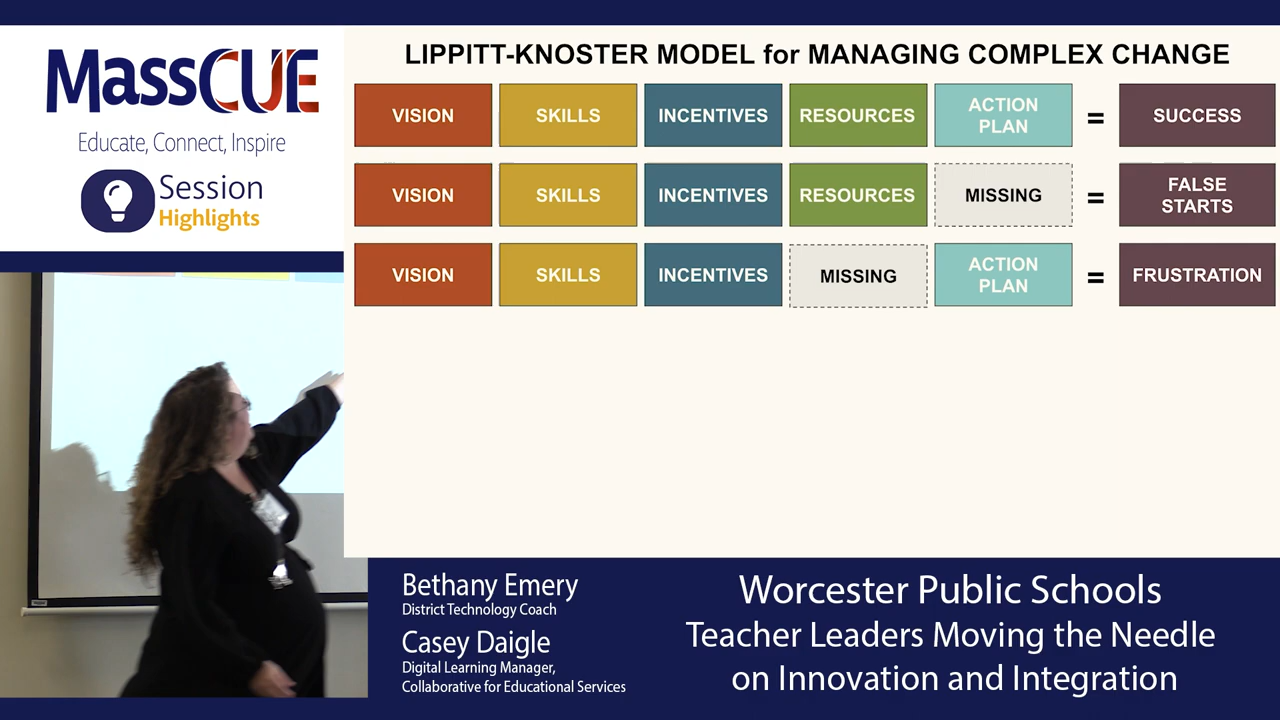 MassCUE
Educate, Connect, Inspire
Session
Highlights
LIPPITT-KNOSTER MODEL for MANAGING COMPLEX CHANGE
VISION SKILLS INCENTIVES RESOURCES ACTION PLAN = SUCCESS
VISION SKILLS INCENTIVES RESOURCES MISSING = FALSE STARTS
VISION SKILLS INCENTIVES MISSING ACTION PLAN = FRUSTRATION
Bethany Emery
District Technology Coach
Casey Daigle
Digital Learning Manager,
Collaborative for Educational Services
Worcester Public Schools
Teacher Leaders Moving the Needle
on Innovation and Integration